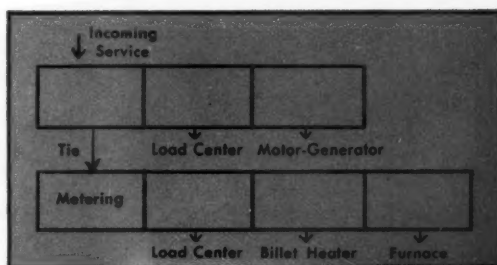 Incoming
Service
Tie
Load Center
Motor-Generator
Metering
Load Center
Billet Heater
Furnace